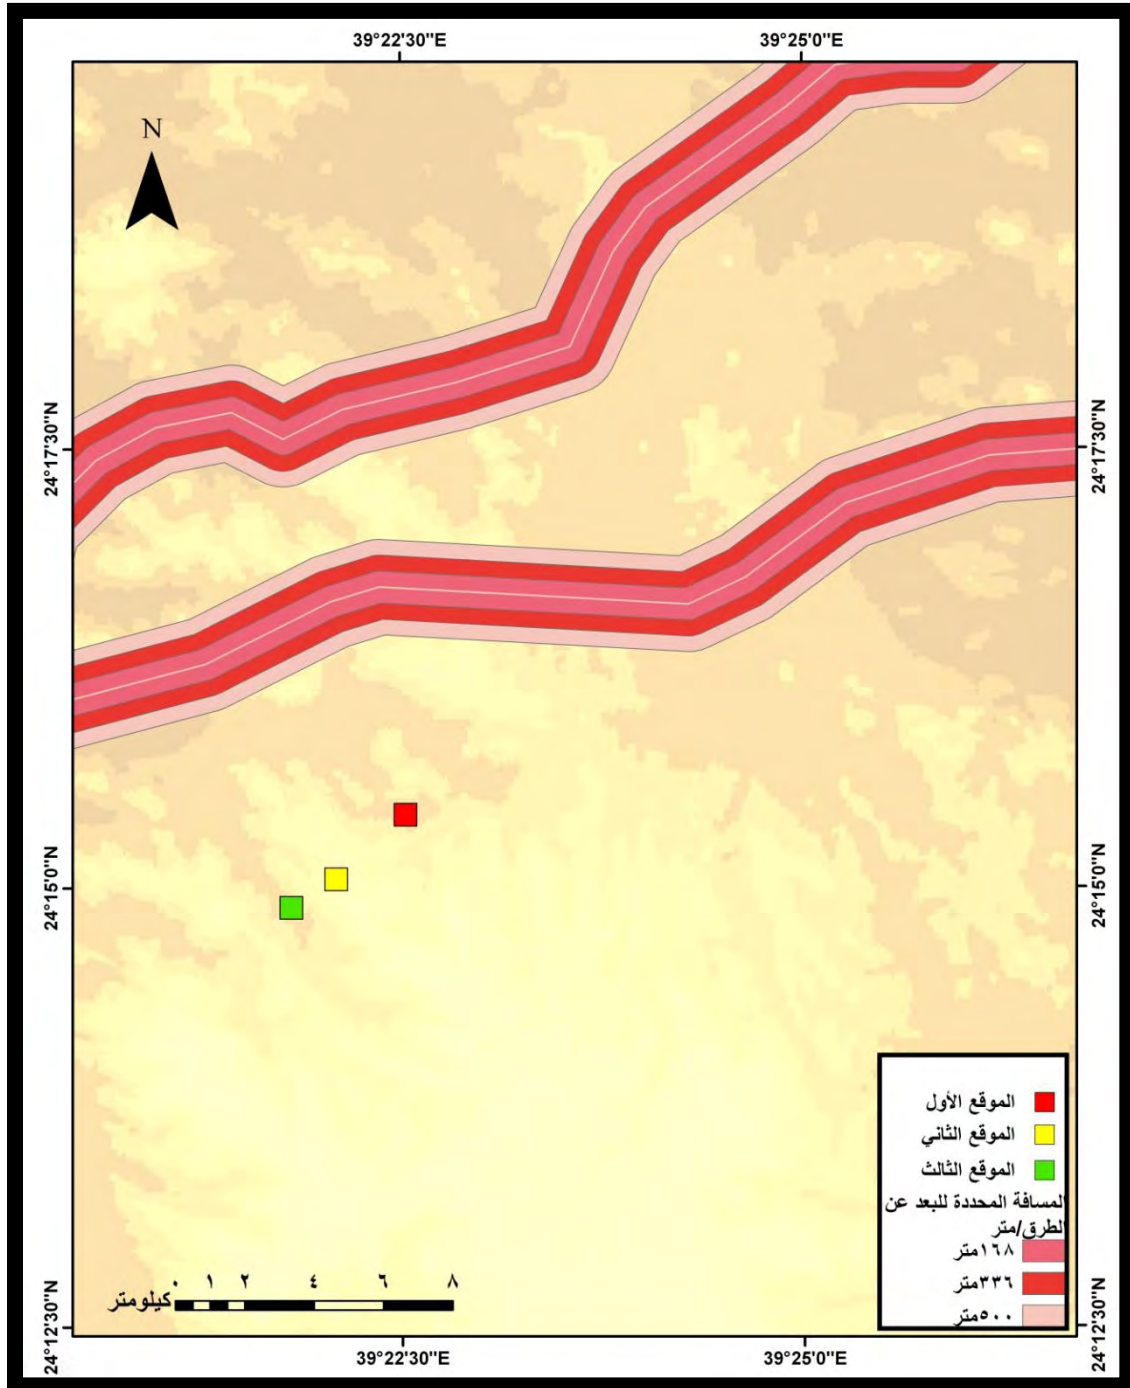 39°22'30"E
39°25'0"E
N
24°17'30"N
24°17'30"N
24°15'0"N
24°15'0"N
الموقع الأول
الموقع الثاني
الموقع الثالث
المسافة المحددة للبعد عن
الطرق/متر
١٦٨متر
٣٣٦متر
٥٠٠متر
٠ ١ ٢ ٤ ٦ ٨
كيلومتر
24°12'30"N
24°12'30"N
39°22'30"E
39°25'0"E